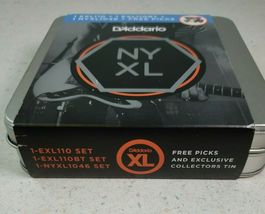 D'Addario
NY
XL
1-EXL110 SET
1-EXL110BT SET
1-NYXL1046 SET
D'Addario
XL
FREE PICKS
AND EXCLUSIVE
COLLECTORS TIN